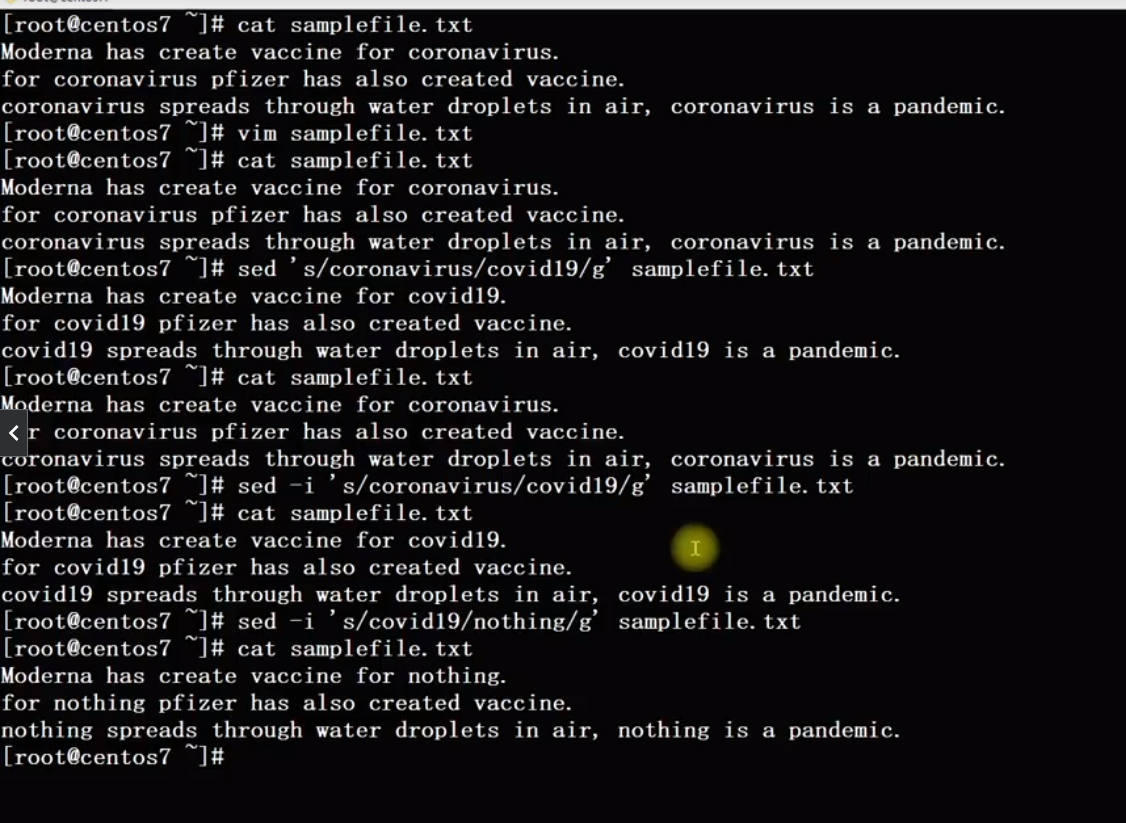 [root@centos7 ~]# cat samplefile.txt
Moderna has create vaccine for coronavirus.
for coronavirus pfizer has also created vaccine.
coronavirus spreads through water droplets in air, coronavirus is a pandemic.
[root@centos7 ~]# vim samplefile.txt
[root@centos7 ~]# cat samplefile.txt
Moderna has create vaccine for coronavirus.
for coronavirus pfizer has also created vaccine.
coronavirus spreads through water droplets in air, coronavirus is a pandemic.
[root@centos7 ~]# sed 's/coronavirus/covid19/g' samplefile.txt
Moderna has create vaccine for covid19.
for covid19 pfizer has also created vaccine.
covid19 spreads through water droplets in air, covid19 is a pandemic.
[root@centos7 ~]# cat samplefile.txt
Moderna has create vaccine for coronavirus.
r coronavirus pfizer has also created vaccine.
coronavirus spreads through water droplets in air, coronavirus is a pandemic.
[root@centos7 ~]# sed -i 's/coronavirus/covid19/g' samplefile.txt
[root@centos7 ~]# cat samplefile.txt
Moderna has create vaccine for covid19.
for covid19 pfizer has also created vaccine.
covid19 spreads through water droplets in air, covid19 is a pandemic.
[root@centos7 ~]# sed -i 's/covid19/nothing/g' samplefile.txt
[root@centos7 ~]# cat samplefile.txt
Moderna has create vaccine for nothing.
for nothing pfizer has also created vaccine.
nothing spreads through water droplets in air, nothing is a pandemic.
[root@centos7 ~]#